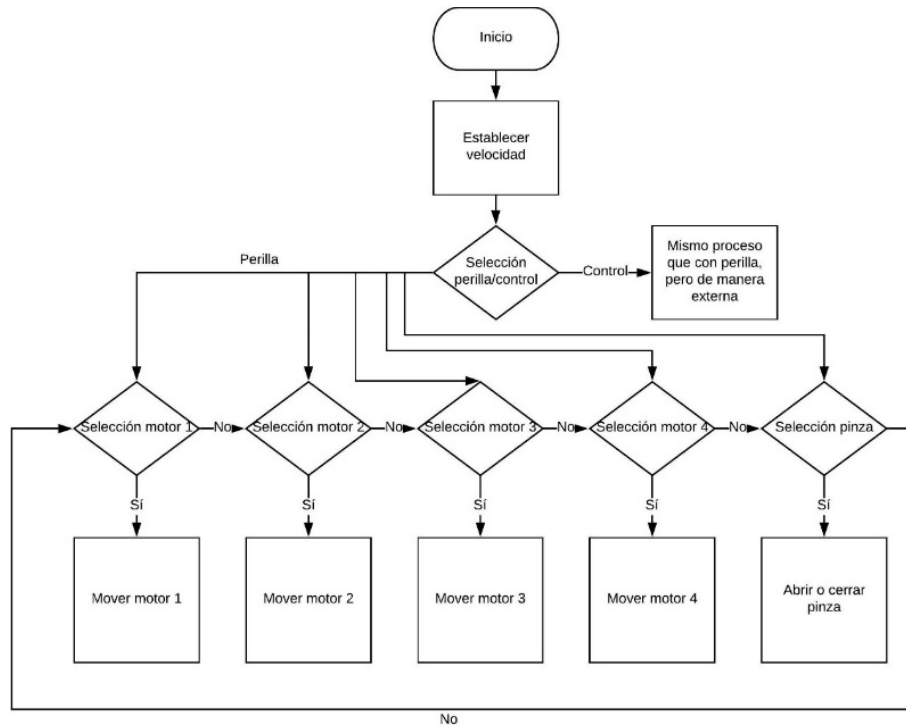 Inicio
Establecer
velocidad
Selección
perilla/control
Perilla
Control
Mismo proceso
que con perilla,
pero de manera
externa
Selección motor 1
No
Selección motor 2
No
Selección motor 3
No
Selección motor 4
No
Selección pinza
Sí
Sí
Sí
Sí
Sí
Mover motor 1
Mover motor 2
Mover motor 3
Mover motor 4
Abrir o cerrar
pinza
No